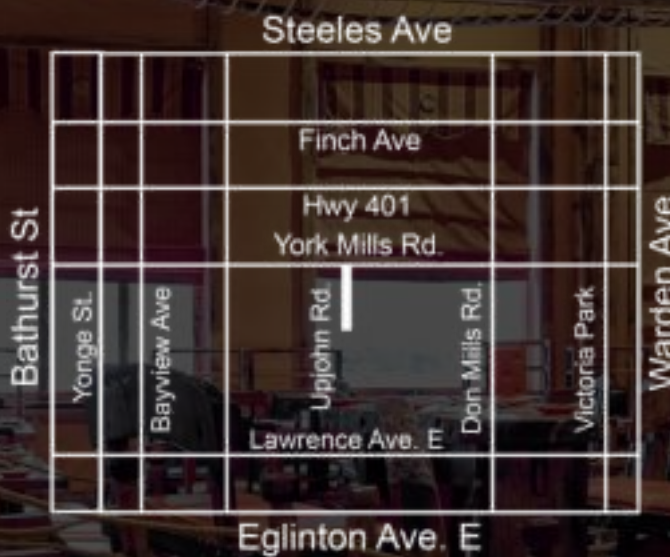 Steeles Ave
Finch Ave
Hwy 401
York Mills Rd.
Bathurst St
Yonge St.
Bayview Ave
Upjohn Rd.
Don Mills Rd.
Victoria Park
Warden Ave
Lawrence Ave. E
Eglinton Ave. E